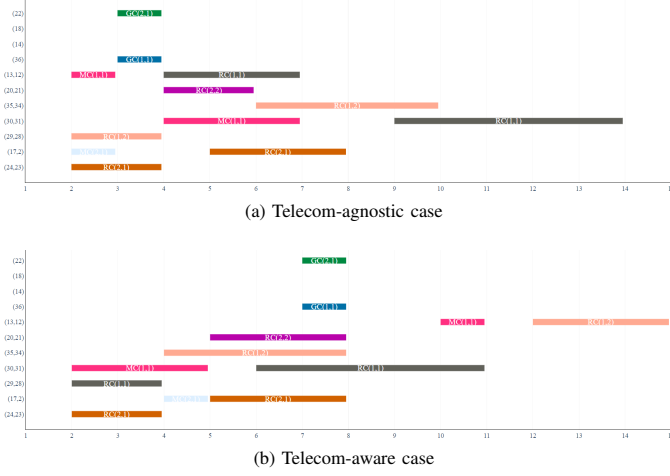 (22) GC(2,1)
(18)
(14)
(36) GC(1,1)
(13,12) MC(1,1) RC(1,1)
(20,21) RC(2,2)
(35,34) RC(1,2)
(30,31) MC(1,1) RC(1,1)
(29,28) RC(1,2)
(17,2) RC(2,1)
(24,23) RC(2,1)
1 2 3 4 5 6 7 8 9 10 11 12 13 14
(a) Telecom-agnostic case
(22) GC(2,1)
(18)
(14)
(36) GC(1,1)
(13,12) MC(1,1) RC(1,2)
(20,21) RC(2,2)
(35,34) RC(1,2)
(30,31) MC(1,1) RC(1,1)
(29,28) RC(1,1)
(17,2) RC(2,1)
(24,23) RC(2,1)
1 2 3 4 5 6 7 8 9 10 11 12 13 14
(b) Telecom-aware case